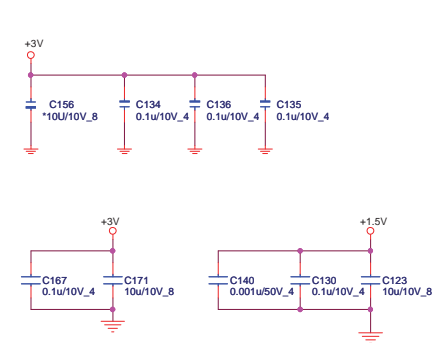 +3V
C156 C134 C136 C135
*10U/10V_8 0.1u/10V_4 0.1u/10V_4 0.1u/10V_4
+3V +1.5V
C167 C171 C140 C130 C123
0.1u/10V_4 10u/10V_8 0.001u/50V_4 0.1u/10V_4 10u/10V_8